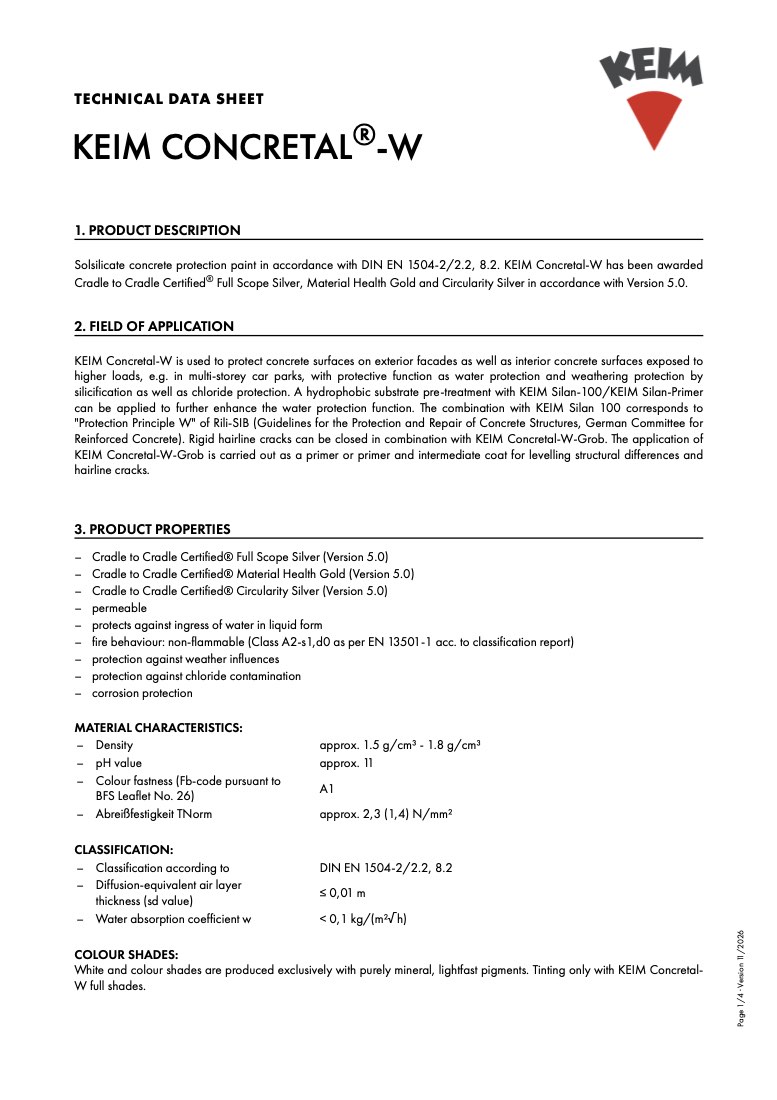 KEIM
TECHNICAL DATA SHEET
KEIM CONCRETAL®-W
1. PRODUCT DESCRIPTION
Solsilicate concrete protection paint in accordance with DIN EN 1504-2/2.2, 8.2. KEIM Concretal-W has been awarded
Cradle to Cradle Certified® Full Scope Silver, Material Health Gold and Circularity Silver in accordance with Version 5.0.
2. FIELD OF APPLICATION
KEIM Concretal-W is used to protect concrete surfaces on exterior facades as well as interior concrete surfaces exposed to
higher loads, e.g. in multi-storey car parks, with protective function as water protection and weathering protection by
silicification as well as chloride protection. A hydrophobic substrate pre-treatment with KEIM Silan-100/KEIM Silan-Primer
can be applied to further enhance the water protection function. The combination with KEIM Silan 100 corresponds to
"Protection Principle W" of Rili-SIB (Guidelines for the Protection and Repair of Concrete Structures, German Committee for
Reinforced Concrete). Rigid hairline cracks can be closed in combination with KEIM Concretal-W-Grob. The application of
KEIM Concretal-W-Grob is carried out as a primer or primer and intermediate coat for levelling structural differences and
hairline cracks.
3. PRODUCT PROPERTIES
– Cradle to Cradle Certified® Full Scope Silver (Version 5.0)
– Cradle to Cradle Certified® Material Health Gold (Version 5.0)
– Cradle to Cradle Certified® Circularity Silver (Version 5.0)
– permeable
– protects against ingress of water in liquid form
– fire behaviour: non-flammable (Class A2-s1,d0 as per EN 13501-1 acc. to classification report)
– protection against weather influences
– protection against chloride contamination
– corrosion protection
MATERIAL CHARACTERISTICS:
– Density approx. 1.5 g/cm³ - 1.8 g/cm³
– pH value approx. 11
– Colour fastness (Fb-code pursuant to
BFS Leaflet No. 26) A1
– Abreißfestigkeit TNorm approx. 2,3 (1,4) N/mm²
CLASSIFICATION:
– Classification according to DIN EN 1504-2/2.2, 8.2
– Diffusion-equivalent air layer
thickness (sd value) ≤ 0,01 m
– Water absorption coefficient w < 0,1 kg/(m²√h)
COLOUR SHADES:
White and colour shades are produced exclusively with purely mineral, lightfast pigments. Tinting only with KEIM Concretal-
W full shades.
Page 1/4 - Version 11/2026